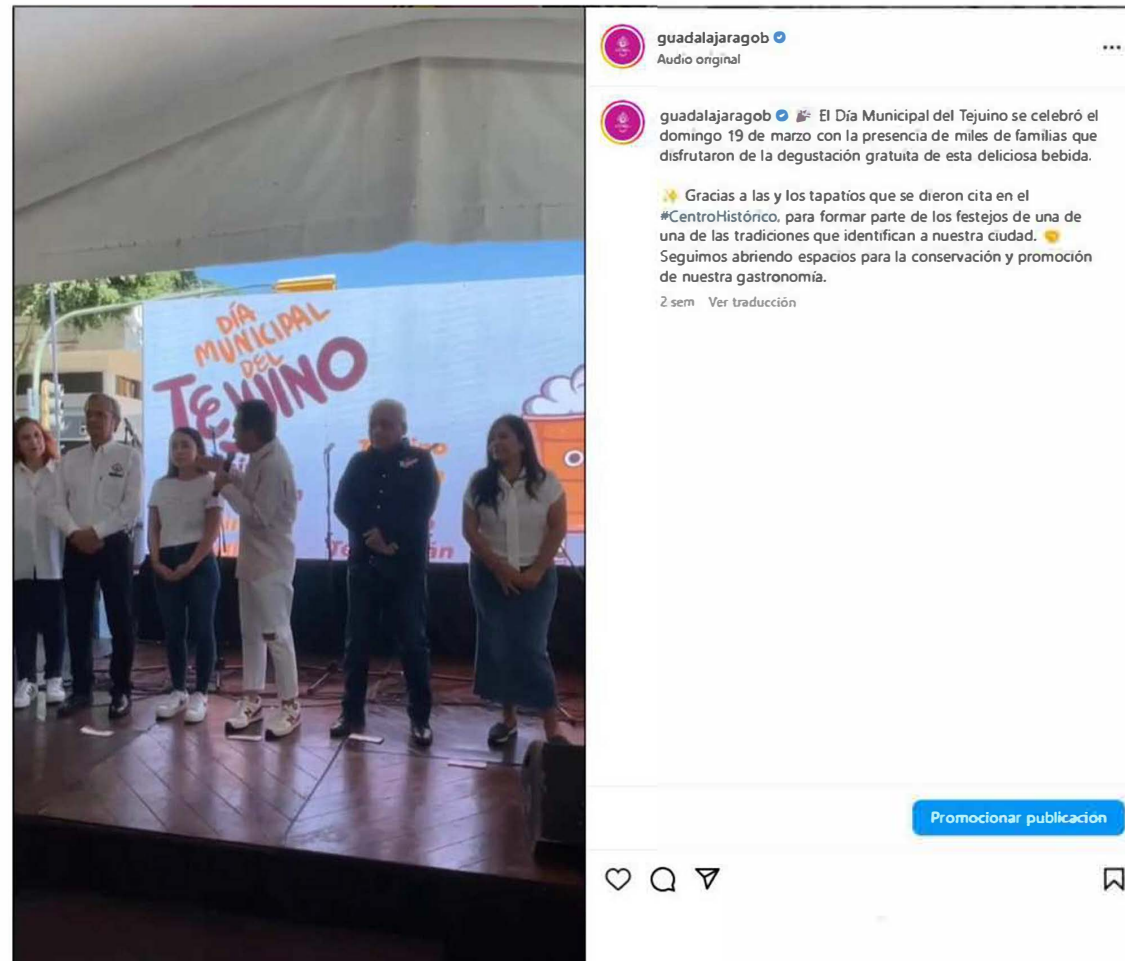 guadalajaragob
Audio original
guadalajaragob 🎉 El Día Municipal del Tejuino se celebró el
domingo 19 de marzo con la presencia de miles de familias que
disfrutaron de la degustación gratuita de esta deliciosa bebida.
✨ Gracias a las y los tapatíos que se dieron cita en el
#CentroHistórico, para formar parte de los festejos de una de
una de las tradiciones que identifican a nuestra ciudad. 🤜
Seguimos abriendo espacios para la conservación y promoción
de nuestra gastronomía.
2 sem Ver traducción
DÍA
MUNICIPAL
DEL
TEJUINO
Promocionar publicación